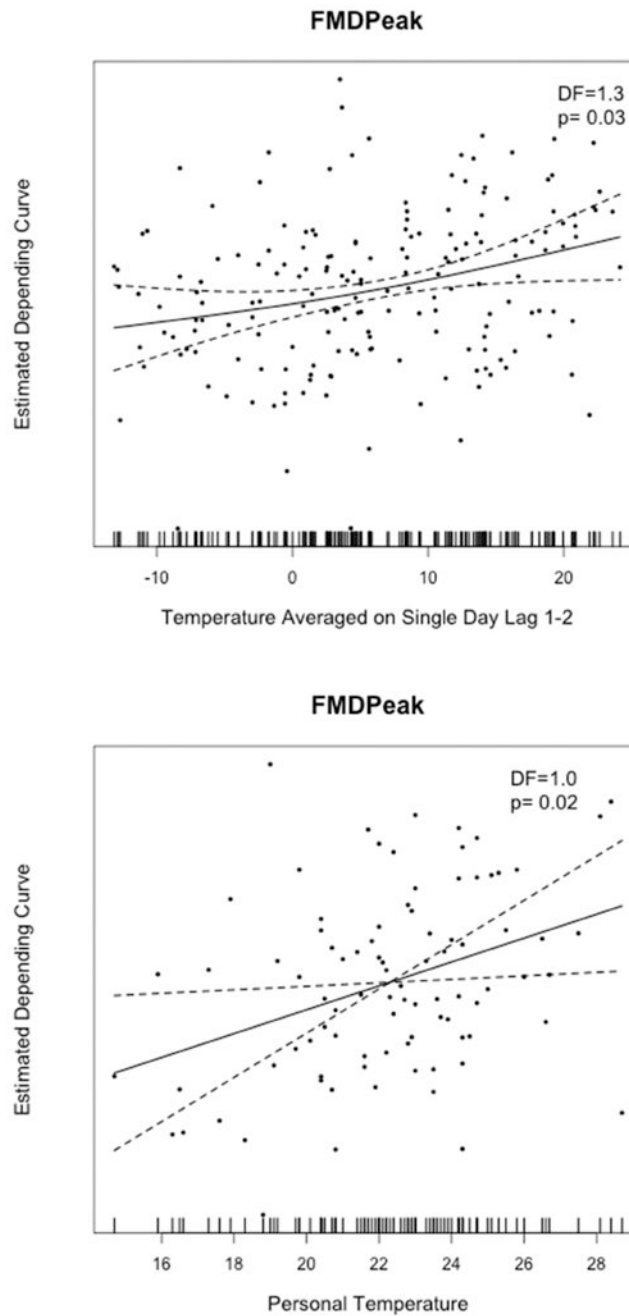 FMDPeak
DF=1.3
p= 0.03
Estimated Depending Curve
-10 0 10 20
Temperature Averaged on Single Day Lag 1-2
FMDPeak
DF=1.0
p= 0.02
Estimated Depending Curve
16 18 20 22 24 26 28
Personal Temperature